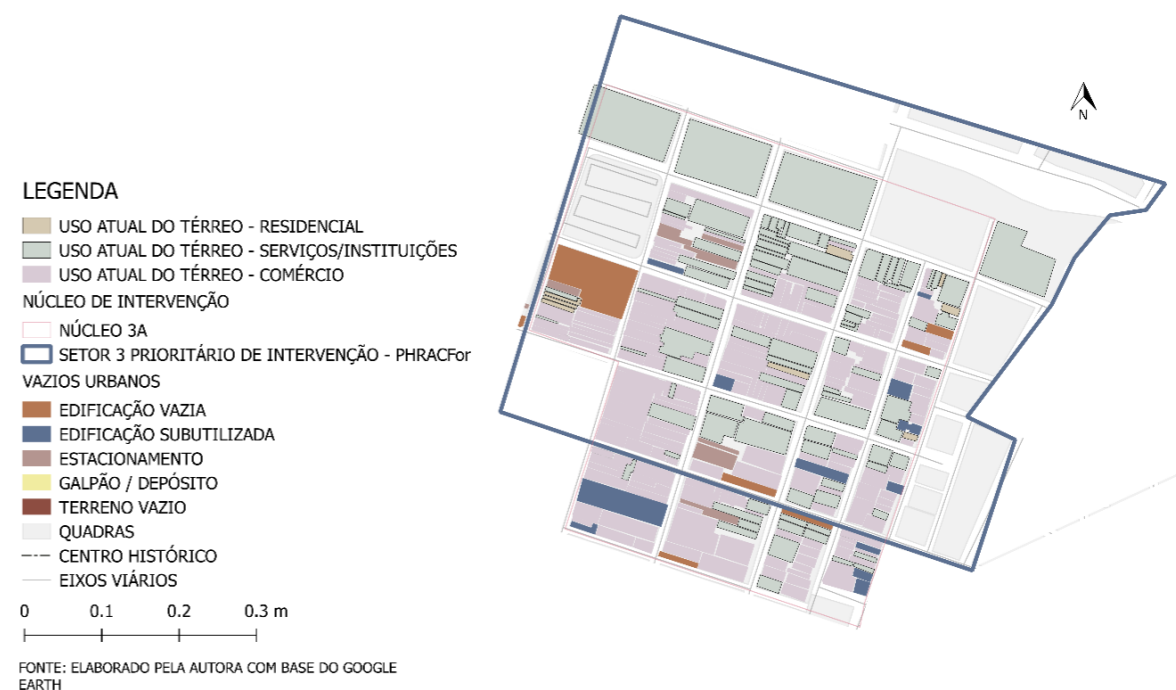 N
LEGENDA
USO ATUAL DO TÉRREO - RESIDENCIAL
USO ATUAL DO TÉRREO - SERVIÇOS/INSTITUIÇÕES
USO ATUAL DO TÉRREO - COMÉRCIO
NÚCLEO DE INTERVENÇÃO
NÚCLEO 3A
SETOR 3 PRIORITÁRIO DE INTERVENÇÃO - PHRACFor
VAZIOS URBANOS
EDIFICAÇÃO VAZIA
EDIFICAÇÃO SUBUTILIZADA
ESTACIONAMENTO
GALPÃO / DEPÓSITO
TERRENO VAZIO
QUADRAS
CENTRO HISTÓRICO
EIXOS VIÁRIOS
0 0.1 0.2 0.3 m
FONTE: ELABORADO PELA AUTORA COM BASE DO GOOGLE
EARTH